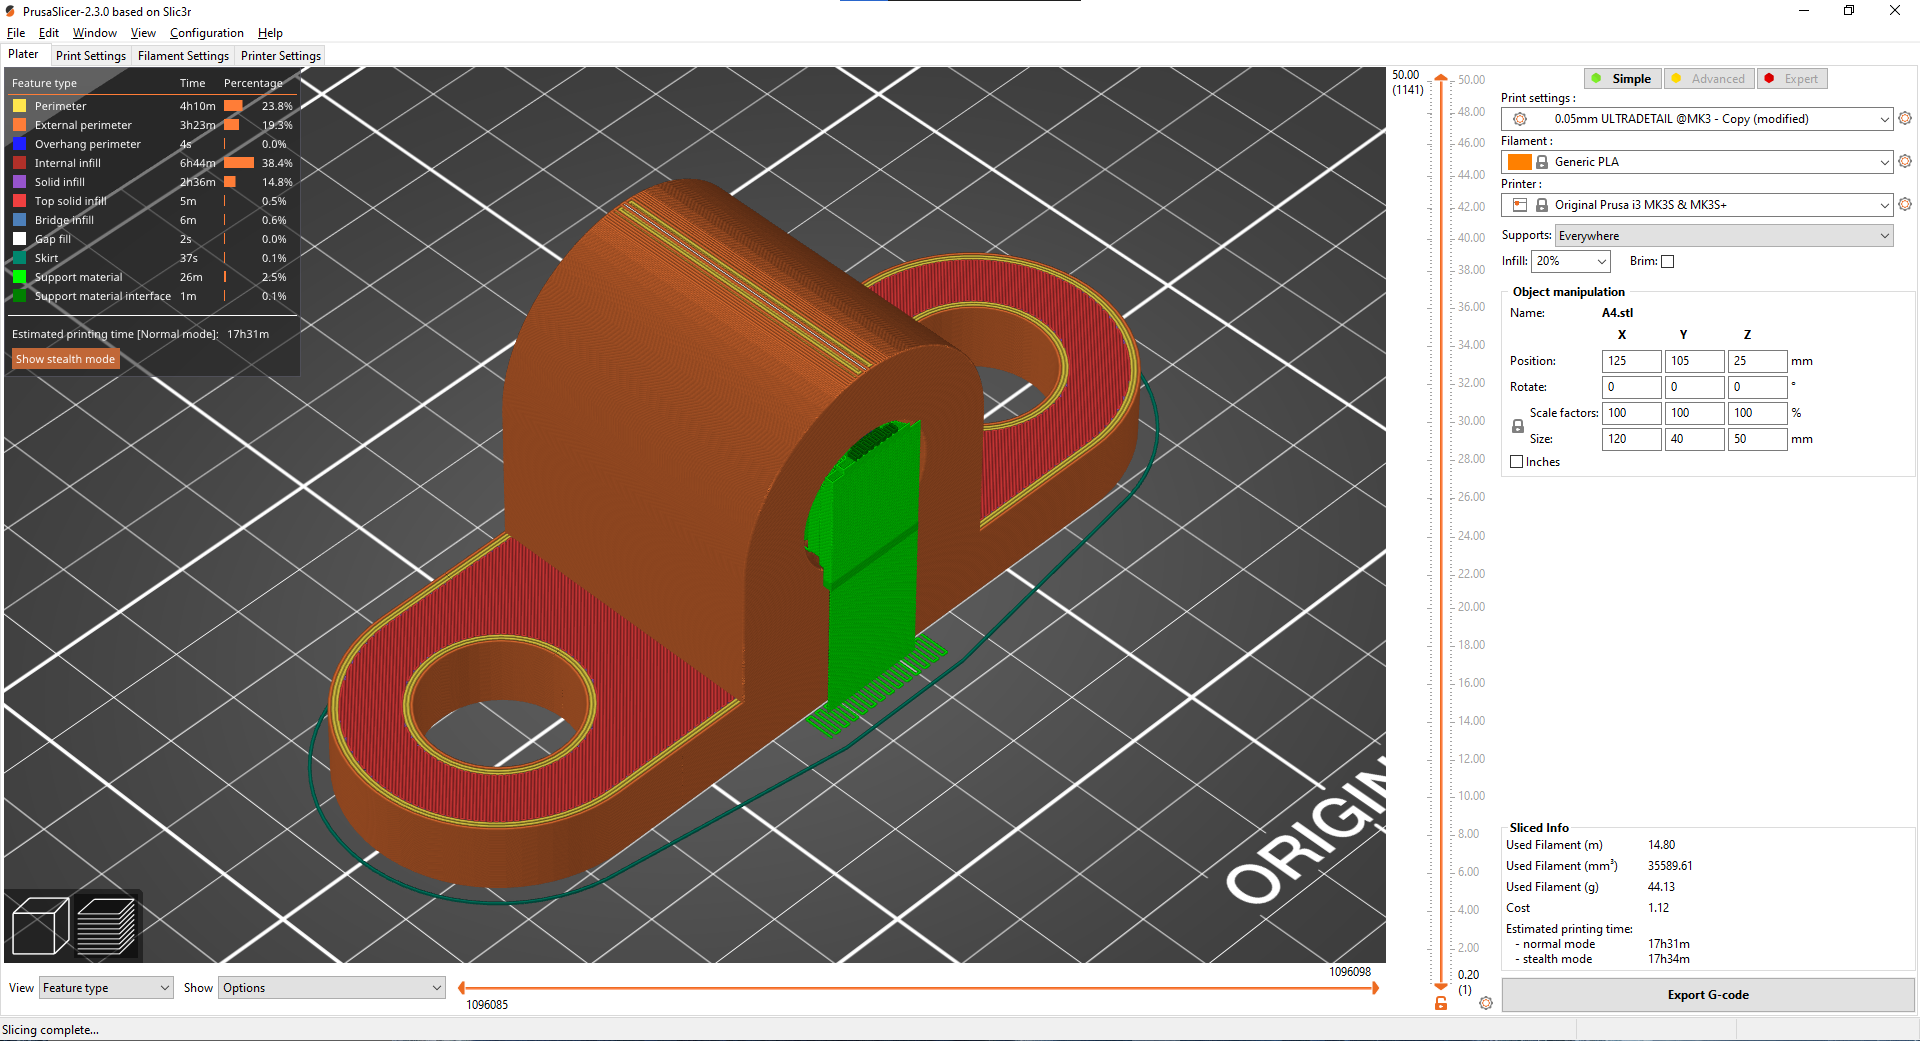 PrusaSlicer-2.3.0 based on Slic3r
File Edit Window View Configuration Help
Plater Print Settings Filament Settings Printer Settings
Feature type Time Percentage
Perimeter 4h10m 23.8%
External perimeter 3h23m 19.3%
Overhang perimeter 4s 0.0%
Internal infill 6h44m 38.4%
Solid infill 2h36m 14.8%
Top solid infill 5m 0.5%
Bridge infill 6m 0.6%
Gap fill 2s 0.0%
Skirt 37s 0.1%
Support material 26m 2.5%
Support material interface 1m 0.1%
Estimated printing time [Normal mode]: 17h31m
Show stealth mode
ORIGIN
View Feature type Show Options
1096098
1096085
50.00
(1141)
50.00
48.00
46.00
44.00
42.00
40.00
38.00
36.00
34.00
32.00
30.00
28.00
26.00
24.00
22.00
20.00
18.00
16.00
14.00
12.00
10.00
8.00
6.00
4.00
2.00
0.20
(1)
Simple Advanced Expert
Print settings :
0.05mm ULTRADETAIL @MK3 - Copy (modified)
Filament :
Generic PLA
Printer :
Original Prusa i3 MK3S & MK3S+
Supports: Everywhere
Infill: 20% Brim:
Object manipulation
Name: A4.stl
X Y Z
Position: 125 105 25 mm
Rotate: 0 0 0 °
Scale factors: 100 100 100 %
Size: 120 40 50 mm
Inches
Sliced Info
Used Filament (m) 14.80
Used Filament (mm³) 35589.61
Used Filament (g) 44.13
Cost 1.12
Estimated printing time:
- normal mode 17h31m
- stealth mode 17h34m
Export G-code
Slicing complete...